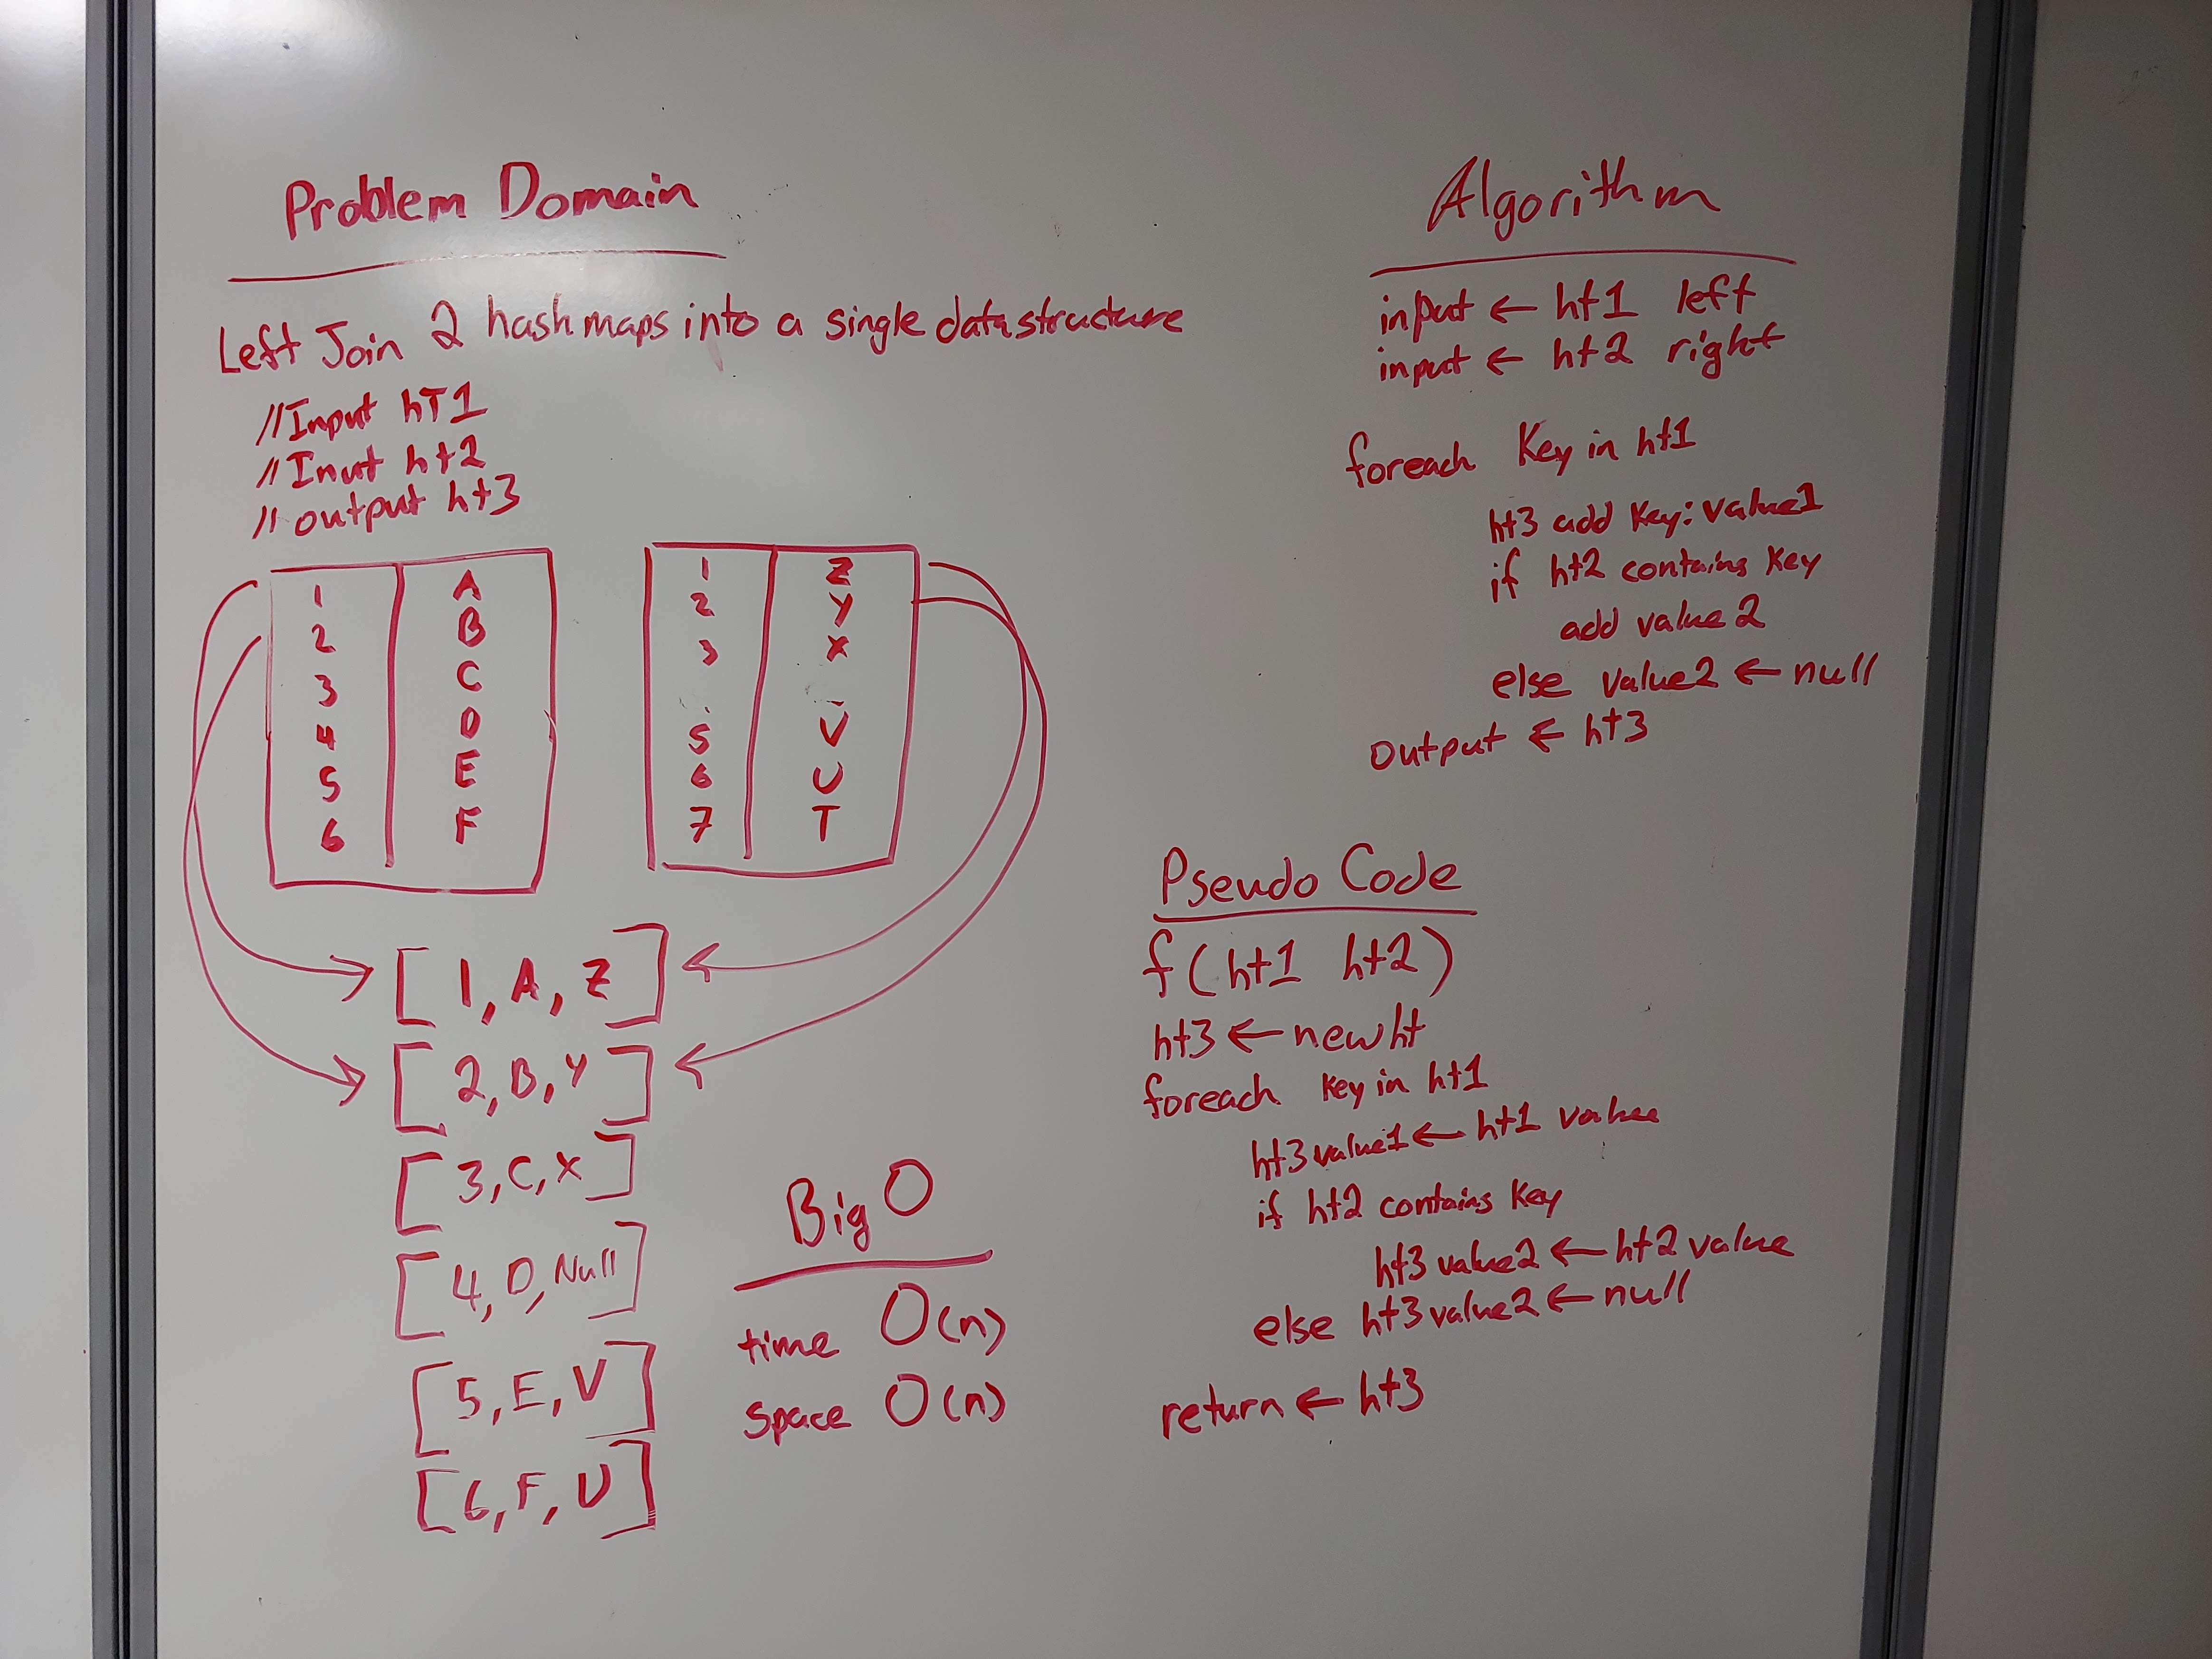 Problem Domain
Left Join 2 hashmaps into a single datastructure
//Input hT1
//Inut ht2
//output ht3
1 A
2 B
3 C
4 D
5 E
6 F
1 Z
2 Y
3 X
5 V
6 U
7 T
[1, A, Z]
[2, B, Y]
[3, C, X]
[4, D, Null]
[5, E, V]
[6, F, U]
Big O
time O(n)
space O(n)
Algorithm
input ← ht1 left
input ← ht2 right
foreach Key in ht1
ht3 add Key: value1
if ht2 contains Key
add value2
else value2 ← null
Output ← ht3
Pseudo Code
f(ht1 ht2)
ht3 ← new ht
foreach Key in ht1
ht3 value1 ← ht1 value
if ht2 contains Key
ht3 value2 ← ht2 value
else ht3 value2 ← null
return ← ht3